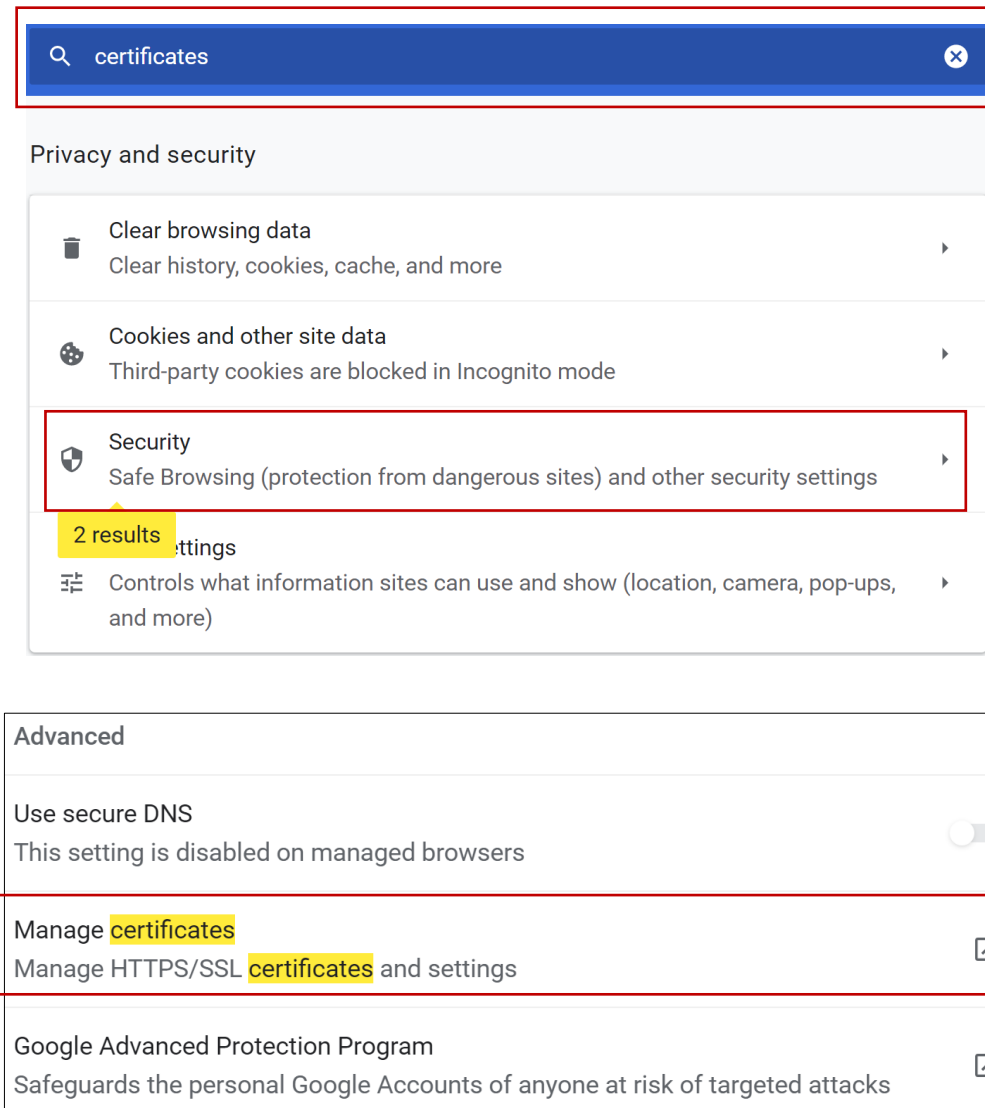 certificates
Privacy and security
Clear browsing data
Clear history, cookies, cache, and more
Cookies and other site data
Third-party cookies are blocked in Incognito mode
Security
Safe Browsing (protection from dangerous sites) and other security settings
2 results
ettings
Controls what information sites can use and show (location, camera, pop-ups,
and more)
Advanced
Use secure DNS
This setting is disabled on managed browsers
Manage certificates
Manage HTTPS/SSL certificates and settings
Google Advanced Protection Program
Safeguards the personal Google Accounts of anyone at risk of targeted attacks